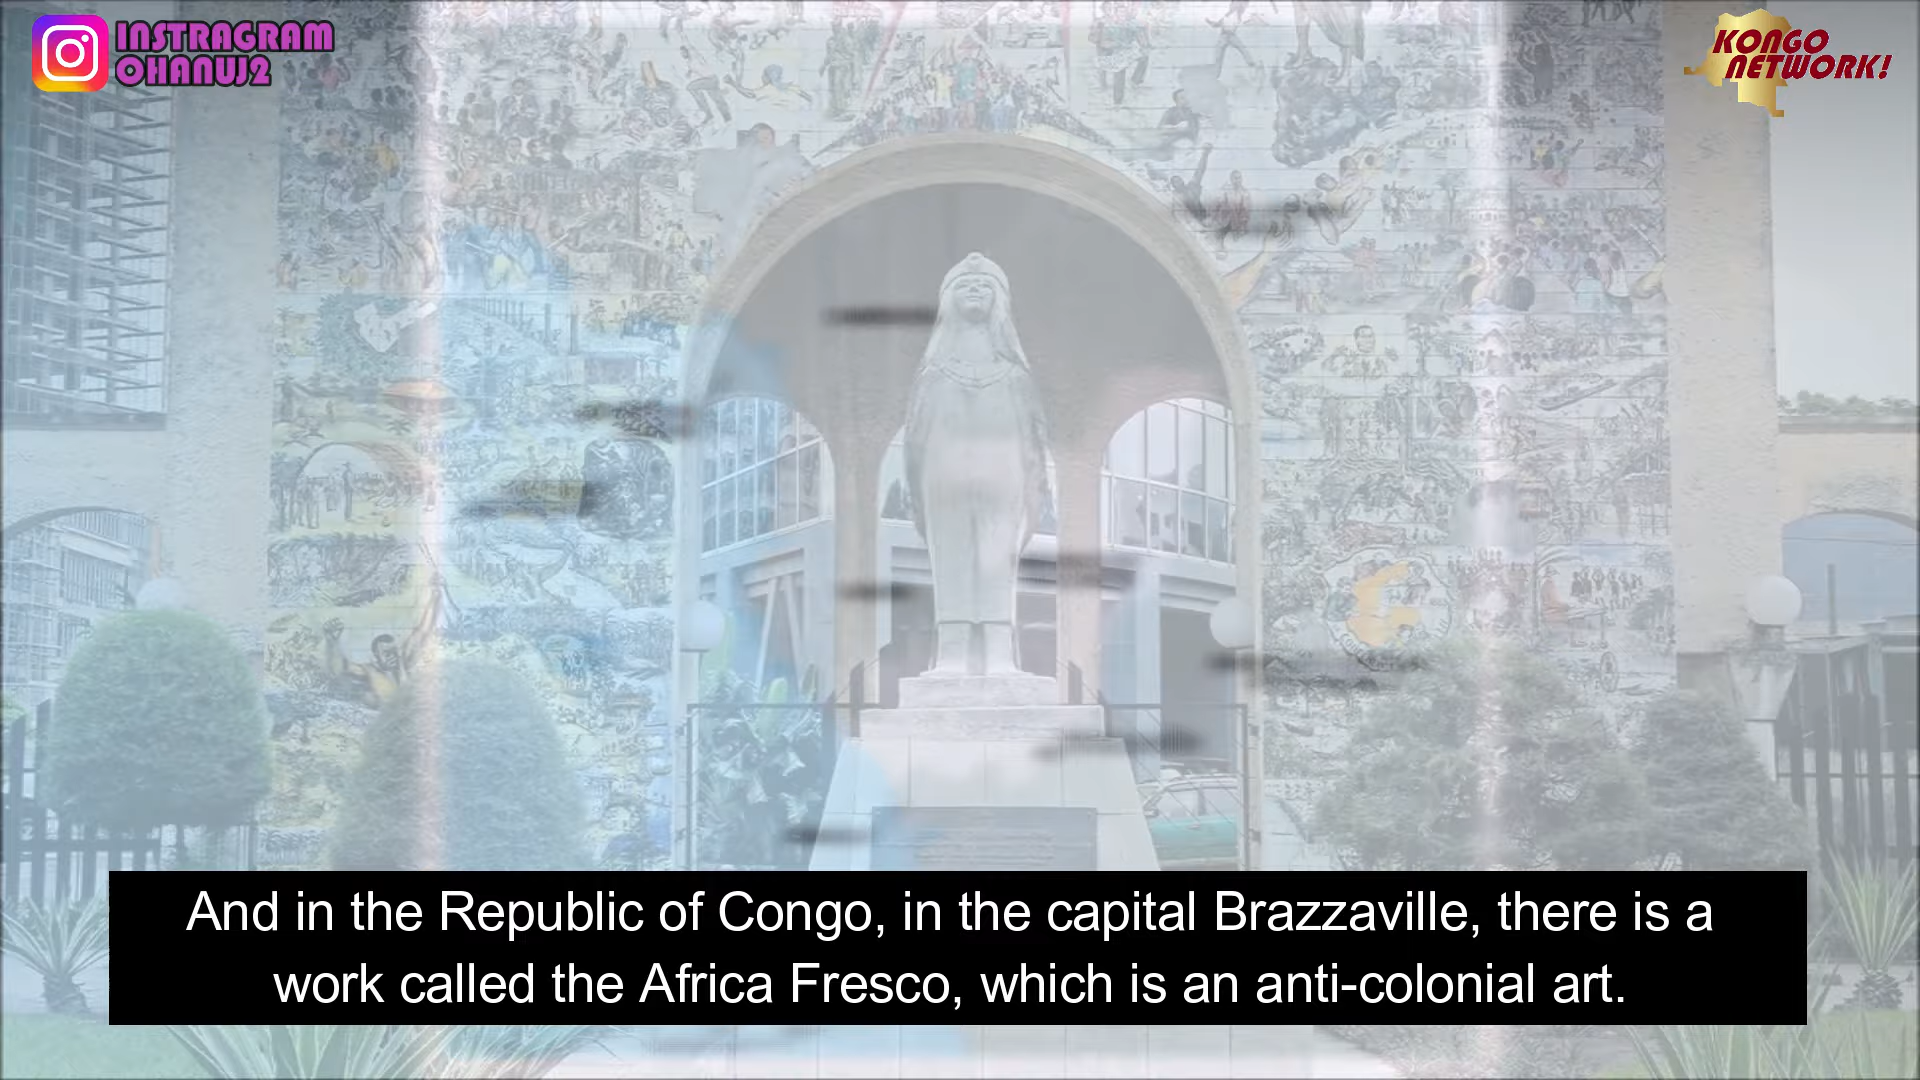 INSTRAGRAM
OHANUJ2
KONGO
NETWORK!
And in the Republic of Congo, in the capital Brazzaville, there is a
work called the Africa Fresco, which is an anti-colonial art.